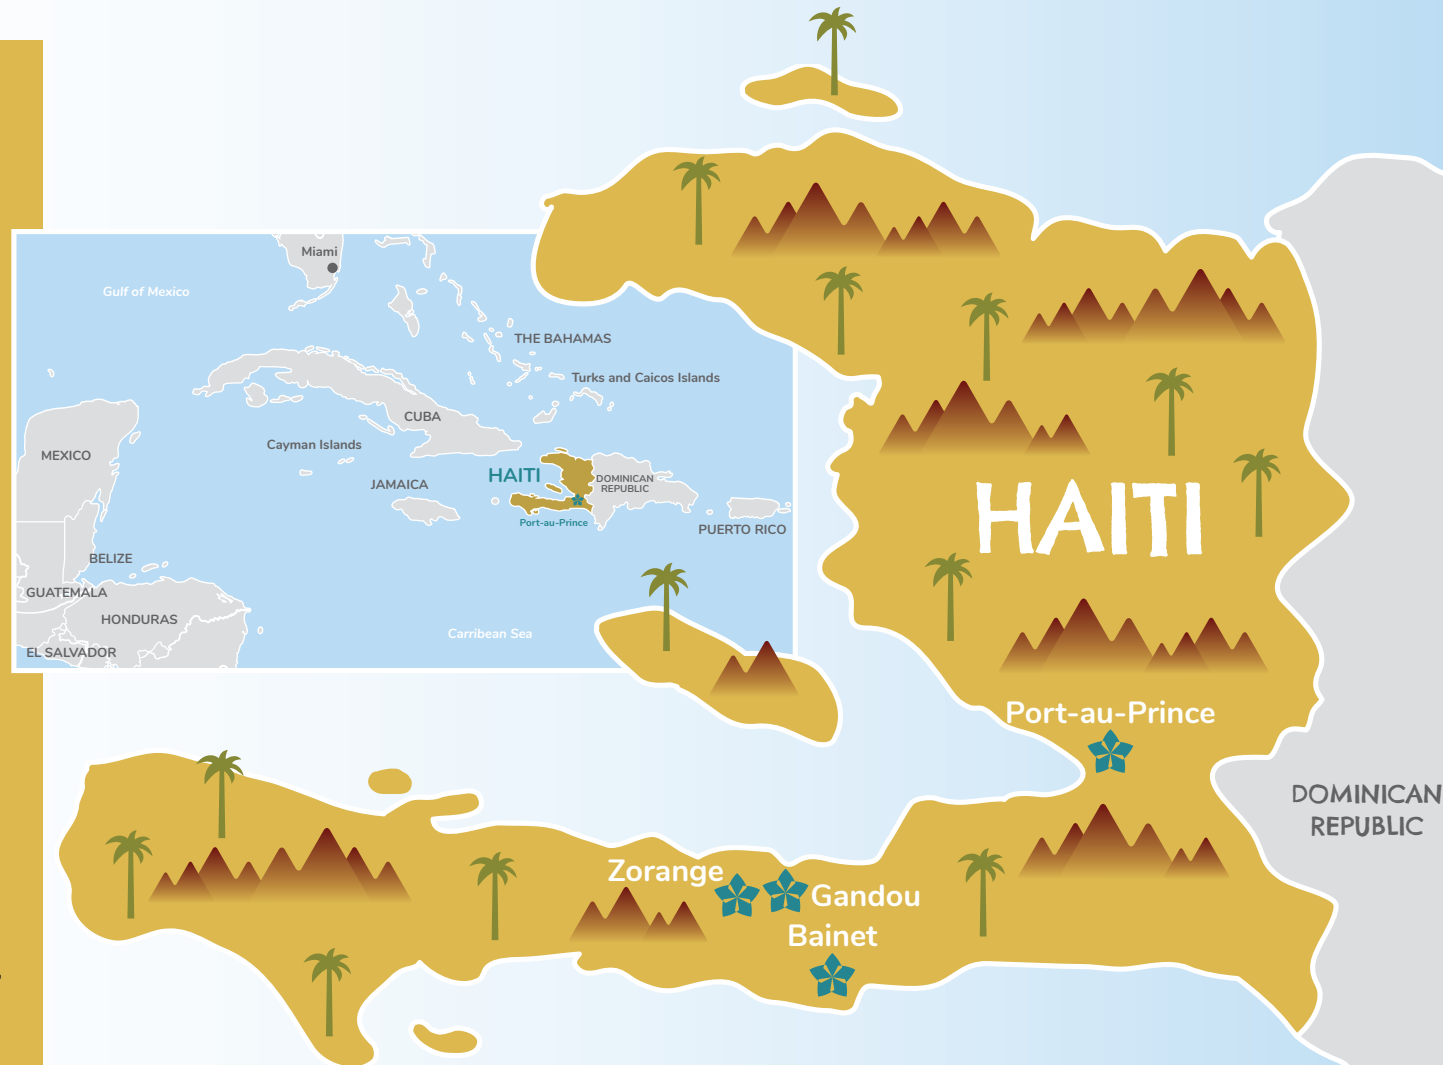 Miami
Gulf of Mexico
THE BAHAMAS
Turks and Caicos Islands
CUBA
Cayman Islands
MEXICO
HAITI
DOMINICAN
REPUBLIC
JAMAICA
Port-au-Prince
PUERTO RICO
BELIZE
GUATEMALA
HONDURAS
Carribean Sea
EL SALVADOR
HAITI
Port-au-Prince
DOMINICAN
REPUBLIC
Zorange
Gandou
Bainet